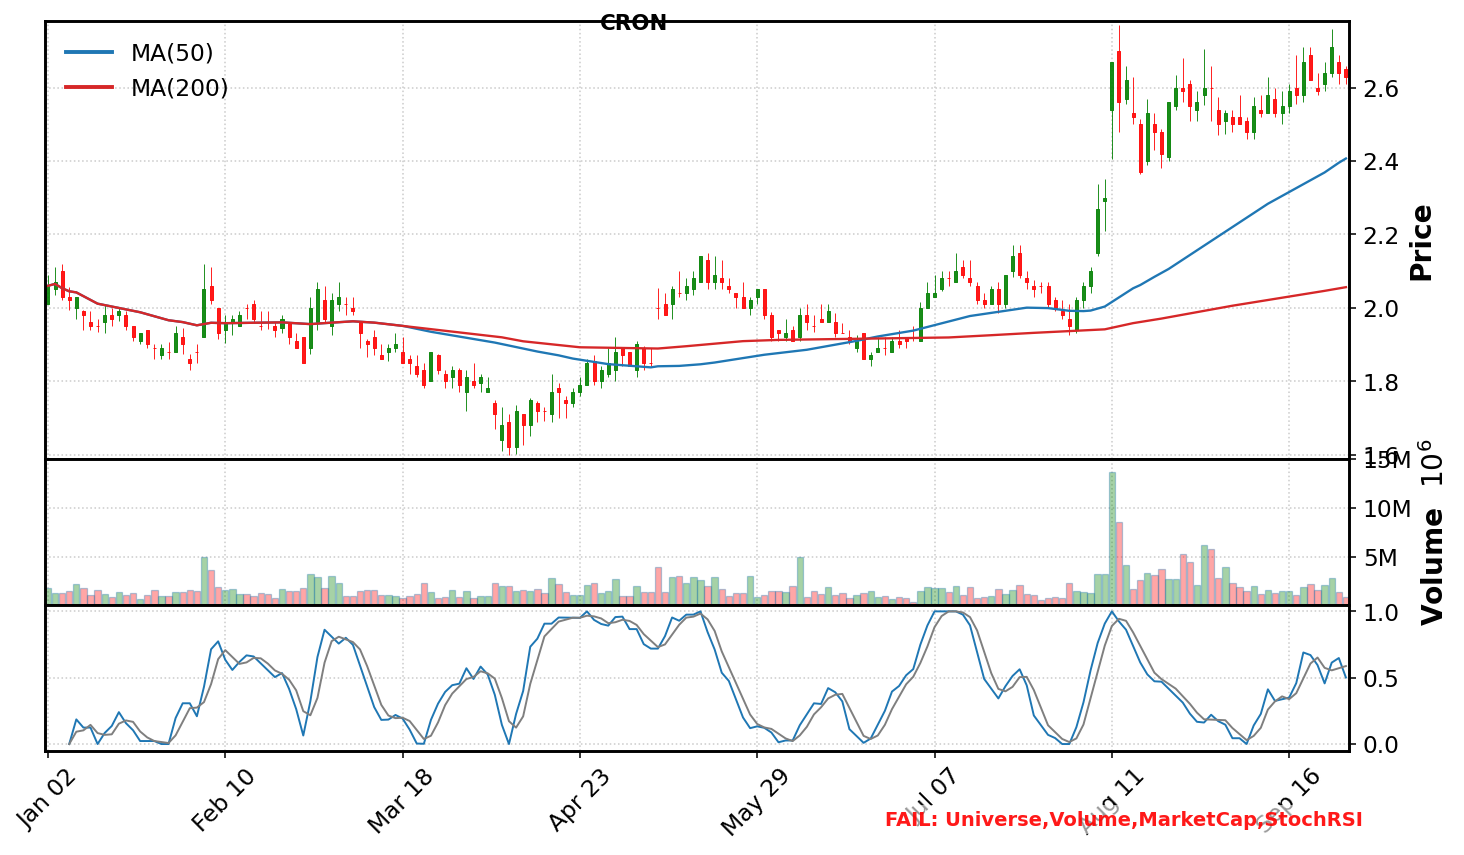 CRON
MA(50)
MA(200)
2.6
2.4
2.2
2.0
1.8
1.6
Price
15M
10M
5M
Volume 10^6
1.0
0.5
0.0
Jan 02
Feb 10
Mar 18
Apr 23
May 29
Jul 07
Aug 11
Sep 16
FAIL: Universe,Volume,MarketCap,StochRSI